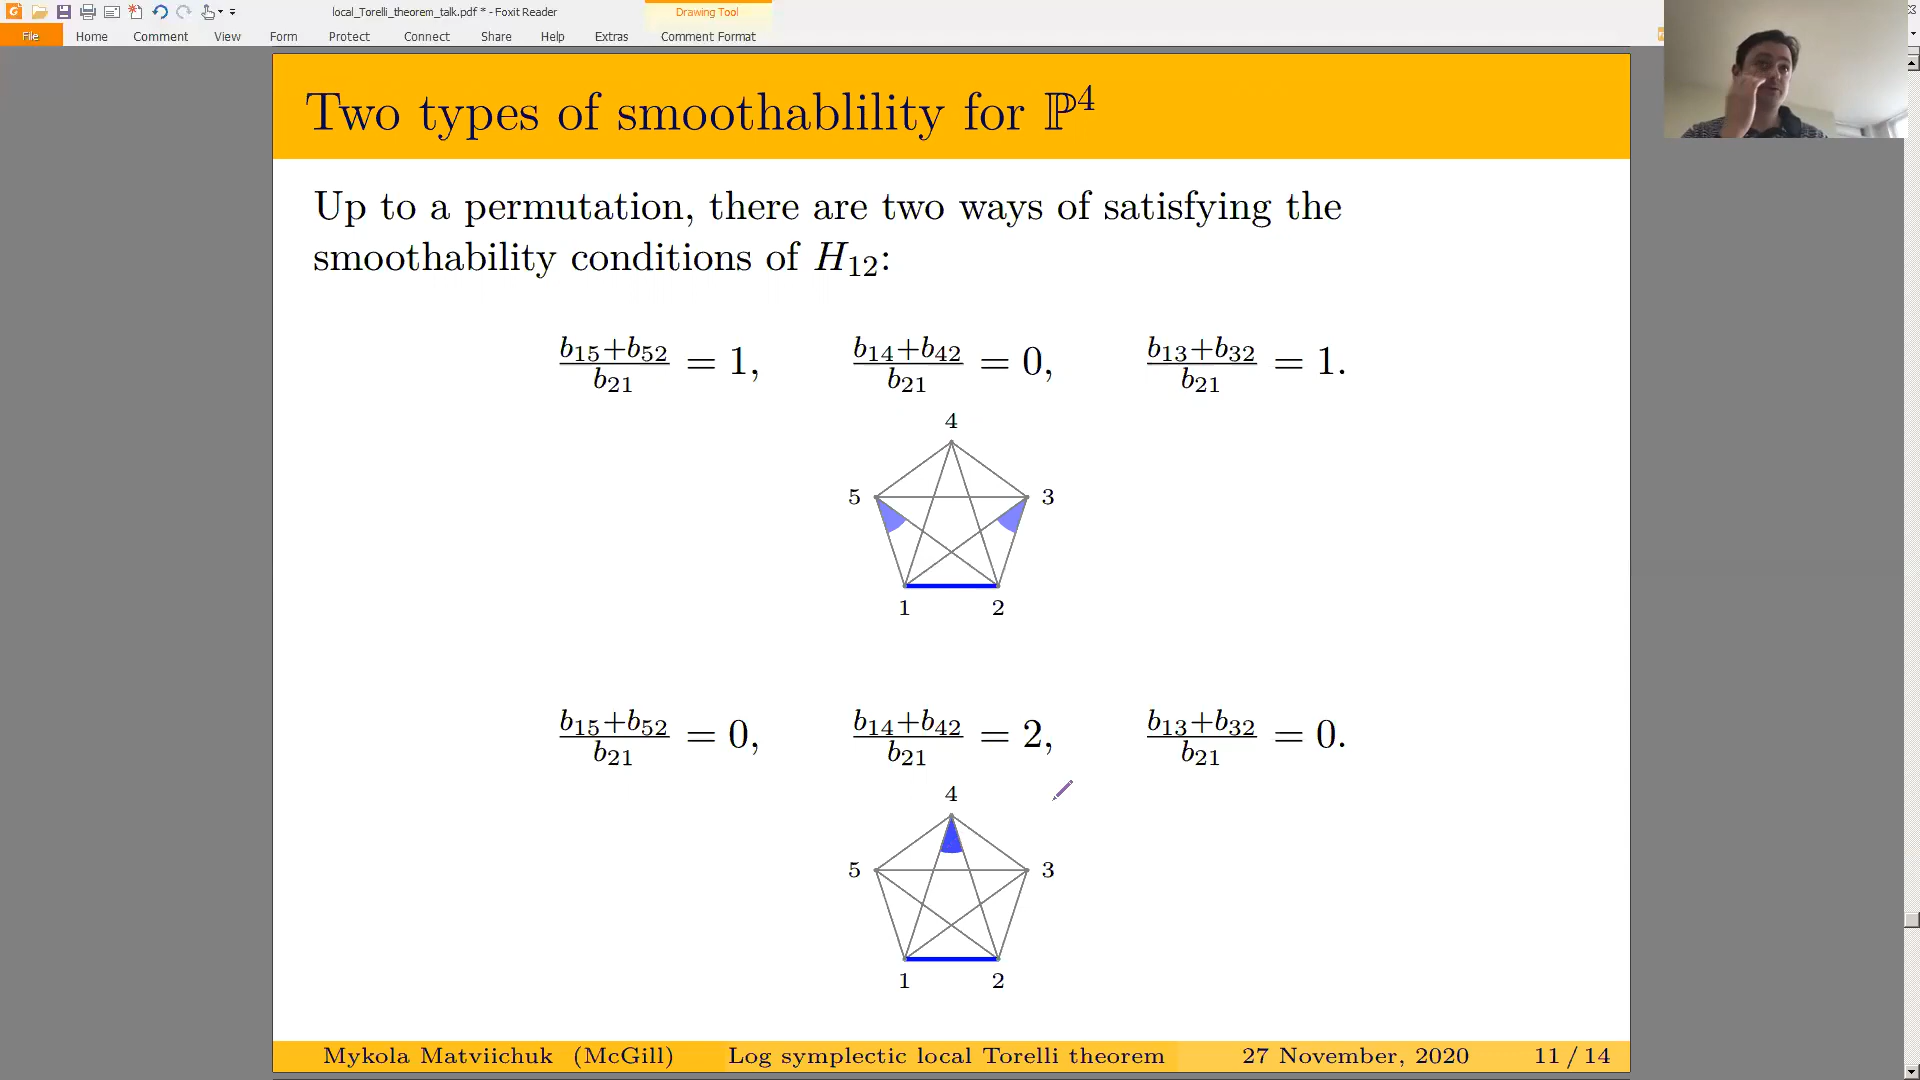 local_Torelli_theorem_talk.pdf * - Foxit Reader
Drawing Tool
File Home Comment View Form Protect Connect Share Help Extras Comment Format
Two types of smoothablility for ℙ⁴
Up to a permutation, there are two ways of satisfying the
smoothability conditions of H₁₂:
(b₁₅+b₅₂)/b₂₁ = 1, (b₁₄+b₄₂)/b₂₁ = 0, (b₁₃+b₃₂)/b₂₁ = 1.
4
5 3
1 2
(b₁₅+b₅₂)/b₂₁ = 0, (b₁₄+b₄₂)/b₂₁ = 2, (b₁₃+b₃₂)/b₂₁ = 0.
4
5 3
1 2
Mykola Matviichuk (McGill) Log symplectic local Torelli theorem 27 November, 2020 11 / 14